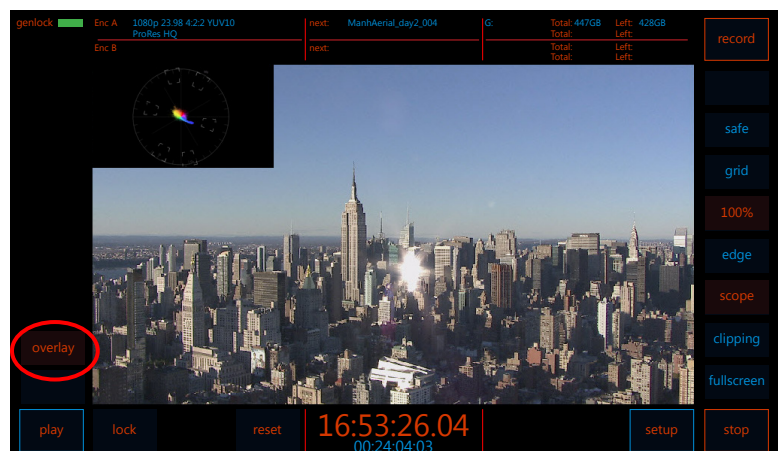 genlock
Enc A 1080p 23.98 4:2:2 YUV10
ProRes HQ
next: ManhAerial_day2_004
G: Total: 447GB Left: 428GB
Total: Left:
Enc B
next:
Total: Left:
Total: Left:
record
safe
grid
100%
edge
scope
overlay
clipping
fullscreen
play
lock
reset
16:53:26.04
00:24:04:03
setup
stop